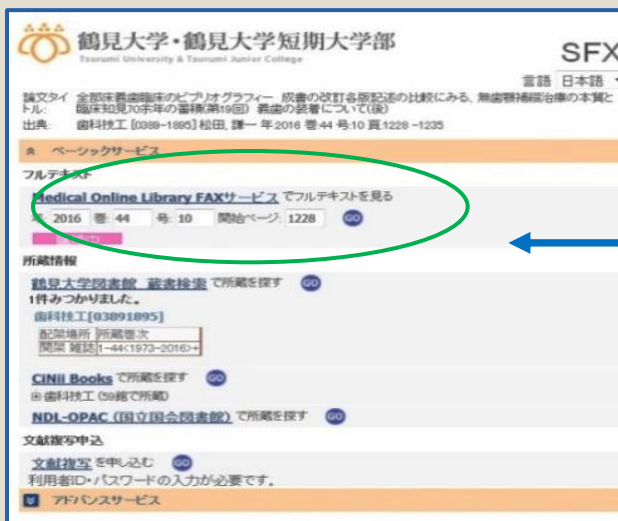 鶴見大学・鶴見大学短期大学部
Tsurumi University & Tsurumi Junior College
SFX
言語 日本語
論文タイトル: 全部床義歯臨床のビブリオグラフィー 成書の改訂各版記述の比較にみる、無歯顎補綴治療の本質と
臨床知見70余年の蓄積(第19回) 義歯の装着について(後)
出典: 歯科技工 [0389-1895] 松田, 謙一 年:2016 巻:44 号:10 頁:1228 -1235
ベーシックサービス
フルテキスト
Medical Online Library FAXサービス でフルテキストを見る
年: 2016 巻: 44 号: 10 開始ページ: 1228 GO
所蔵情報
鶴見大学図書館 蔵書検索 で所蔵を探す GO
1件みつかりました。
歯科技工[03891895]
配架場所 所蔵巻次
開架 雑誌 1-44<1973-2016>+
CiNii Books で所蔵を探す GO
歯科技工 (59館で所蔵)
NDL-OPAC (国立国会図書館) で所蔵を探す GO
文献複写申込
文献複写 を申し込む GO
利用者ID・パスワードの入力が必要です。
アドバンスサービス